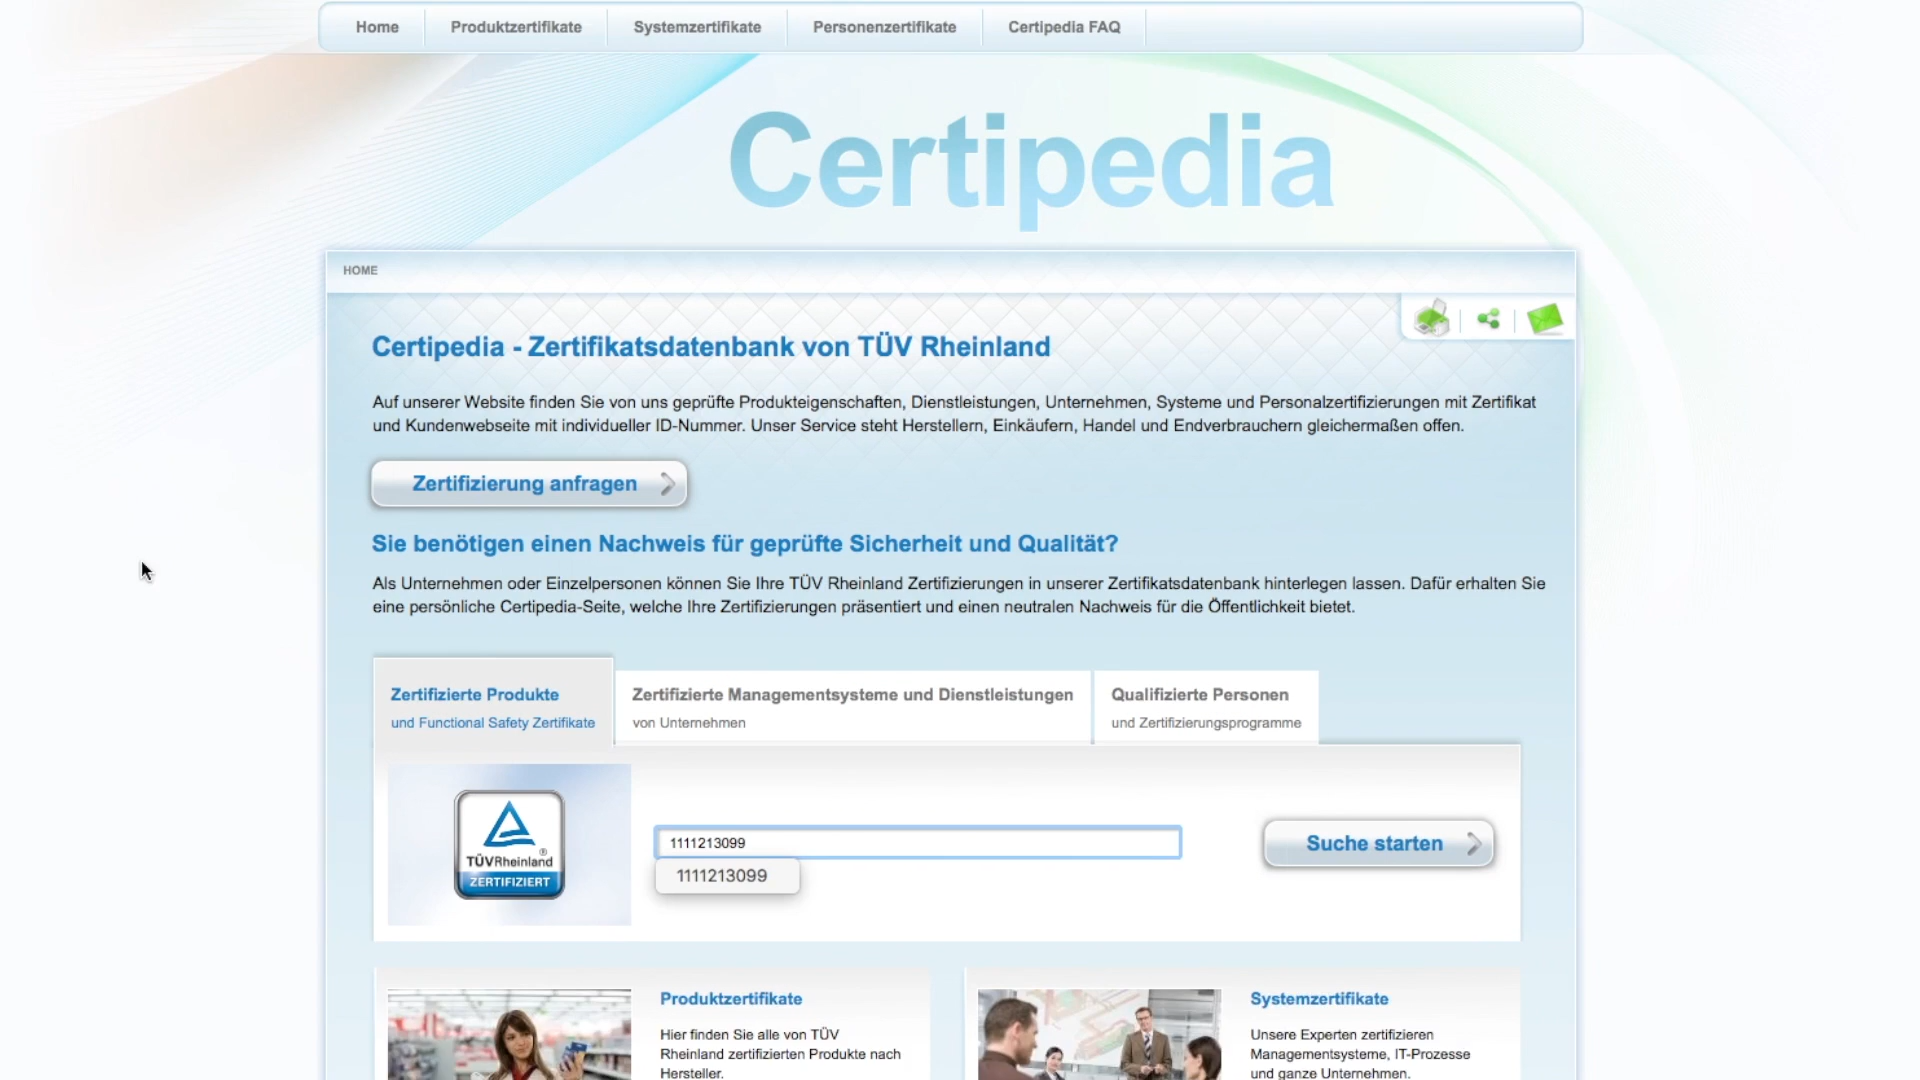 Home Produktzertifikate Systemzertifikate Personenzertifikate Certipedia FAQ
Certipedia
HOME
Certipedia - Zertifikatsdatenbank von TÜV Rheinland
Auf unserer Website finden Sie von uns geprüfte Produkteigenschaften, Dienstleistungen, Unternehmen, Systeme und Personalzertifizierungen mit Zertifikat
und Kundenwebseite mit individueller ID-Nummer. Unser Service steht Herstellern, Einkäufern, Handel und Endverbrauchern gleichermaßen offen.
Zertifizierung anfragen
Sie benötigen einen Nachweis für geprüfte Sicherheit und Qualität?
Als Unternehmen oder Einzelpersonen können Sie Ihre TÜV Rheinland Zertifizierungen in unserer Zertifikatsdatenbank hinterlegen lassen. Dafür erhalten Sie
eine persönliche Certipedia-Seite, welche Ihre Zertifizierungen präsentiert und einen neutralen Nachweis für die Öffentlichkeit bietet.
Zertifizierte Produkte
und Functional Safety Zertifikate
Zertifizierte Managementsysteme und Dienstleistungen
von Unternehmen
Qualifizierte Personen
und Zertifizierungsprogramme
TÜVRheinland®
ZERTIFIZIERT
1111213099
1111213099
Suche starten
Produktzertifikate
Hier finden Sie alle von TÜV
Rheinland zertifizierten Produkte nach
Hersteller.
Systemzertifikate
Unsere Experten zertifizieren
Managementsysteme, IT-Prozesse
und ganze Unternehmen.